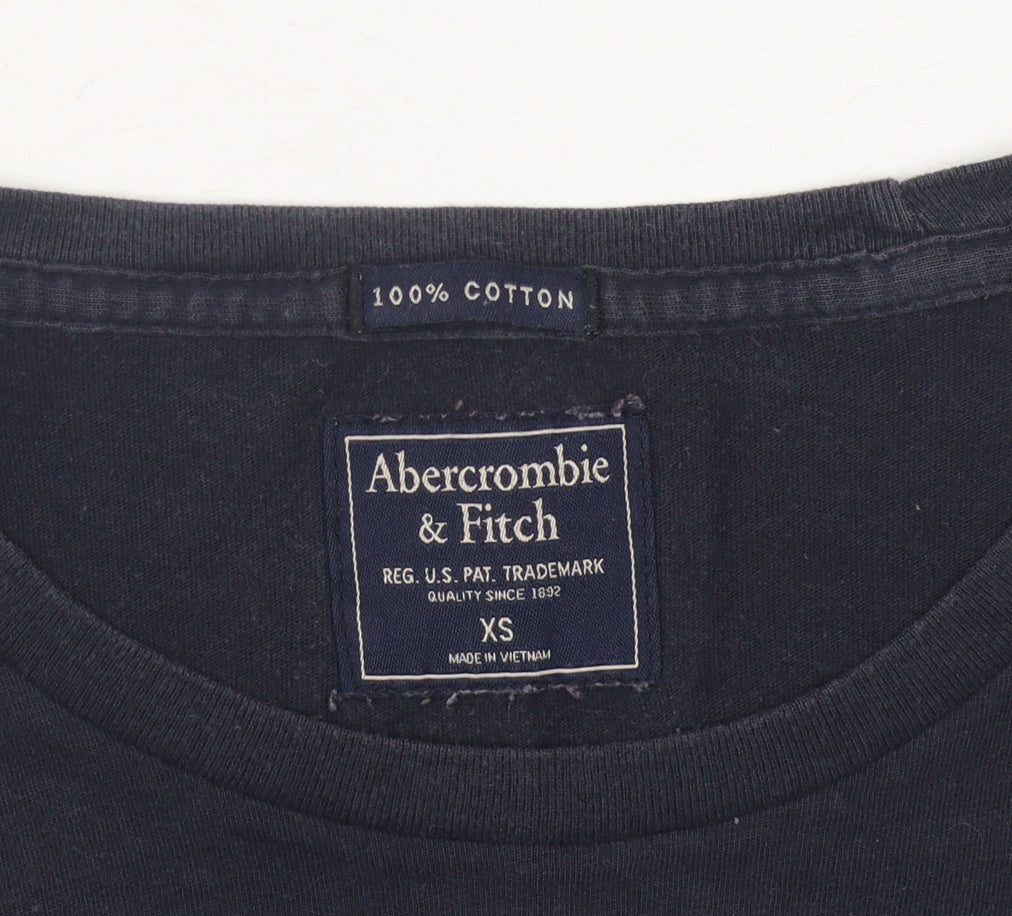 100% COTTON
Abercrombie
& Fitch
REG. U.S. PAT. TRADEMARK
QUALITY SINCE 1892
XS
MADE IN VIETNAM